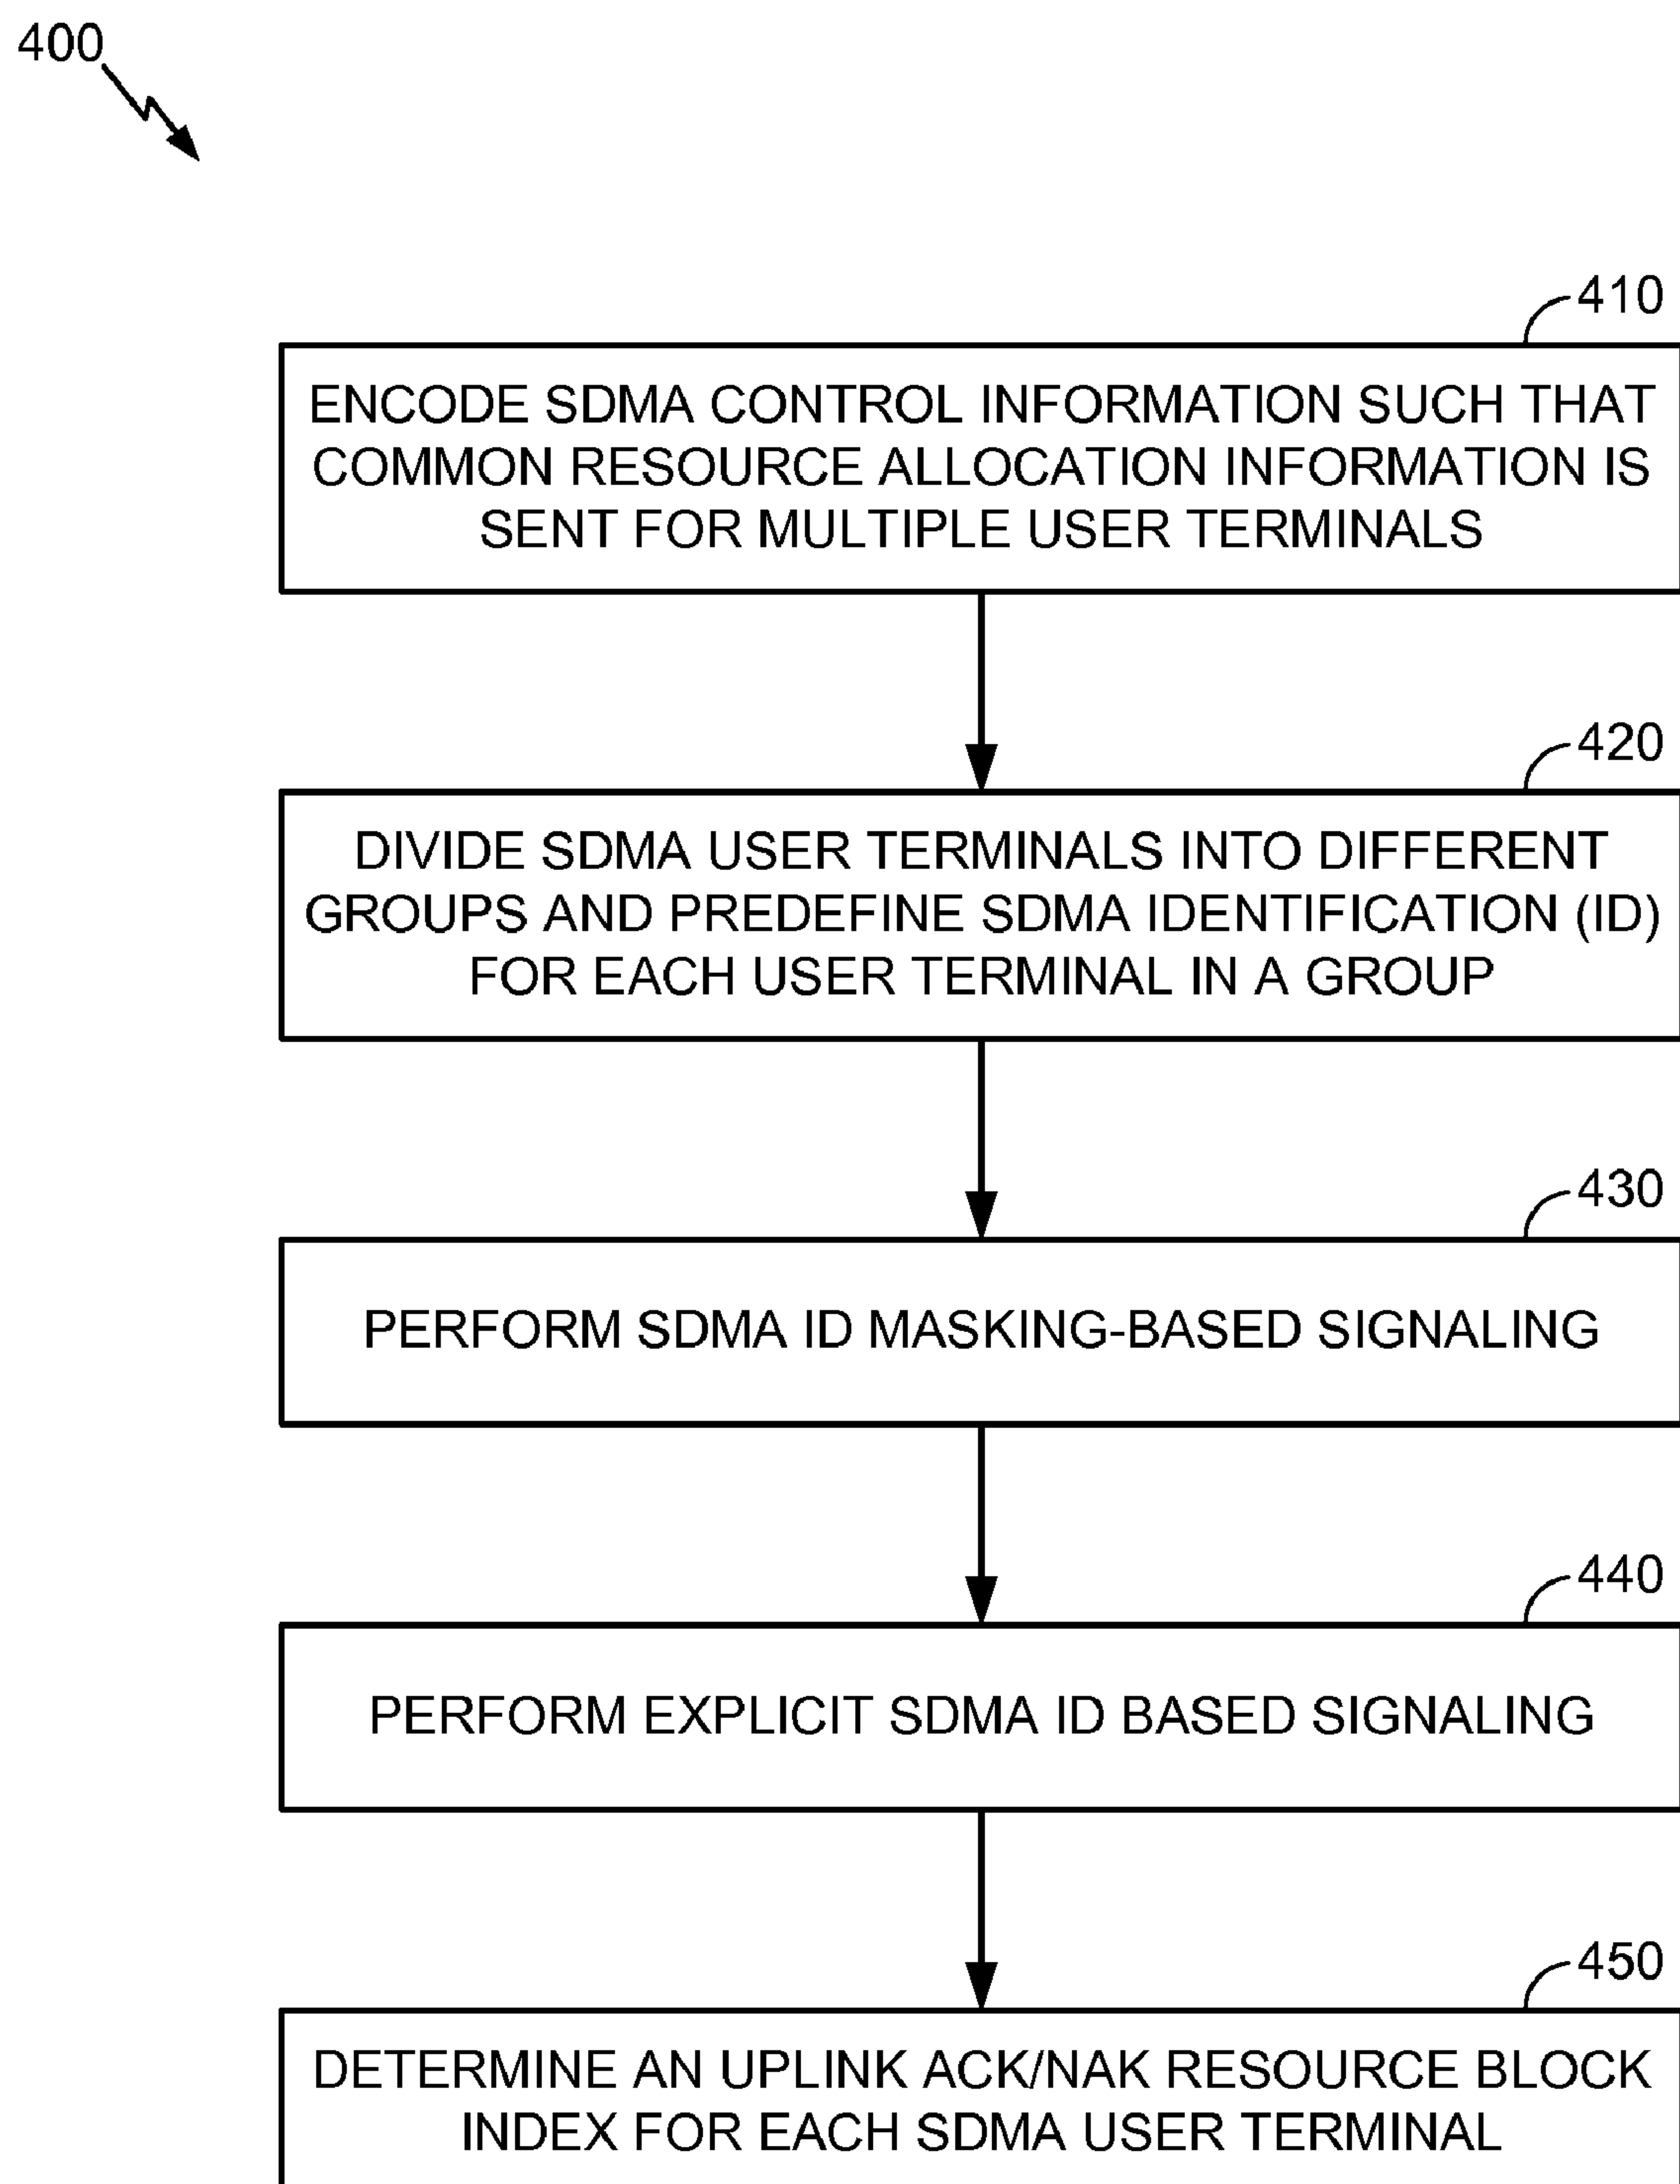 400
410
ENCODE SDMA CONTROL INFORMATION SUCH THAT
COMMON RESOURCE ALLOCATION INFORMATION IS
SENT FOR MULTIPLE USER TERMINALS
420
DIVIDE SDMA USER TERMINALS INTO DIFFERENT
GROUPS AND PREDEFINE SDMA IDENTIFICATION (ID)
FOR EACH USER TERMINAL IN A GROUP
430
PERFORM SDMA ID MASKING-BASED SIGNALING
440
PERFORM EXPLICIT SDMA ID BASED SIGNALING
450
DETERMINE AN UPLINK ACK/NAK RESOURCE BLOCK
INDEX FOR EACH SDMA USER TERMINAL